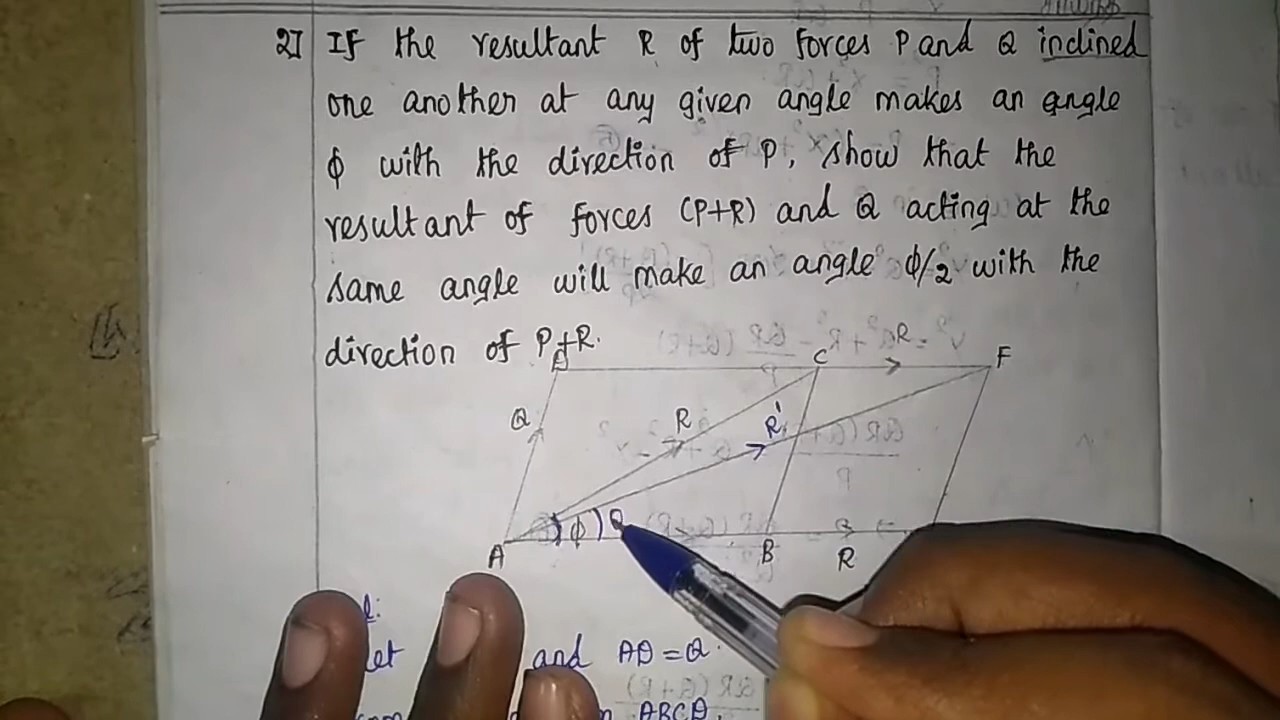 2] If the resultant R of two forces P and Q inclined
one another at any given angle makes an angle
φ with the direction of P, show that the
resultant of forces (P+R) and Q acting at the
same angle will make an angle φ/2 with the
direction of P+R.
C R F
Q R R'
φ
A B R
let and AD = Q.
ABCD,